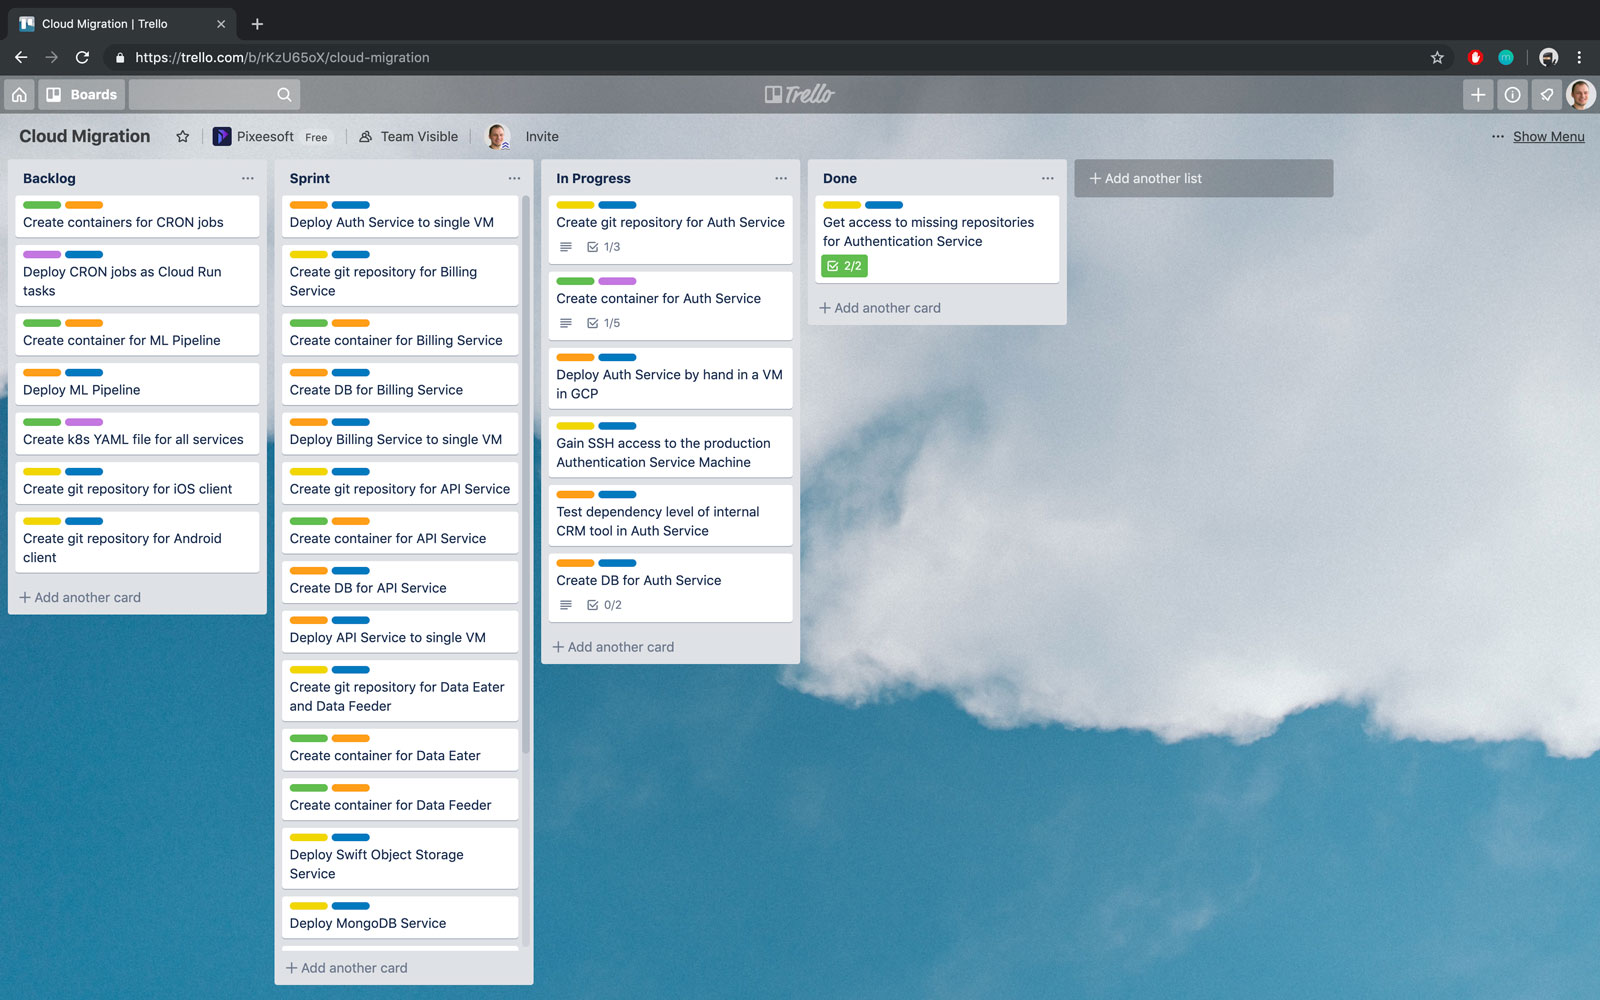 Cloud Migration | Trello
https://trello.com/b/rKzU65oX/cloud-migration
m
Boards
Trello
Cloud Migration
Pixeesoft Free
Team Visible
Invite
Show Menu
Backlog
Create containers for CRON jobs
Deploy CRON jobs as Cloud Run
tasks
Create container for ML Pipeline
Deploy ML Pipeline
Create k8s YAML file for all services
Create git repository for iOS client
Create git repository for Android
client
+ Add another card
Sprint
Deploy Auth Service to single VM
Create git repository for Billing
Service
Create container for Billing Service
Create DB for Billing Service
Deploy Billing Service to single VM
Create git repository for API Service
Create container for API Service
Create DB for API Service
Deploy API Service to single VM
Create git repository for Data Eater
and Data Feeder
Create container for Data Eater
Create container for Data Feeder
Deploy Swift Object Storage
Service
Deploy MongoDB Service
+ Add another card
In Progress
Create git repository for Auth Service
1/3
Create container for Auth Service
1/5
Deploy Auth Service by hand in a VM
in GCP
Gain SSH access to the production
Authentication Service Machine
Test dependency level of internal
CRM tool in Auth Service
Create DB for Auth Service
0/2
+ Add another card
Done
Get access to missing repositories
for Authentication Service
2/2
+ Add another card
+ Add another list